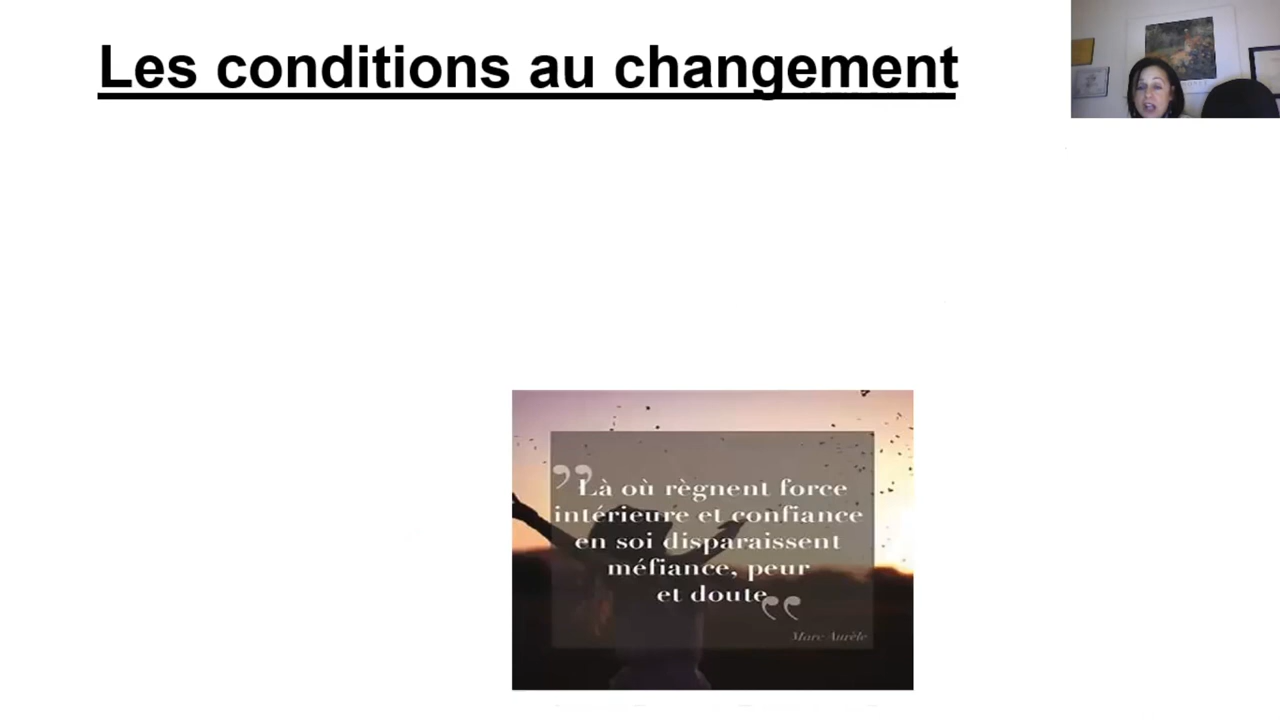 Les conditions au changement
Là où règnent force
intérieure et confiance
en soi disparaissent
méfiance, peur
et doute
Marc Aurèle